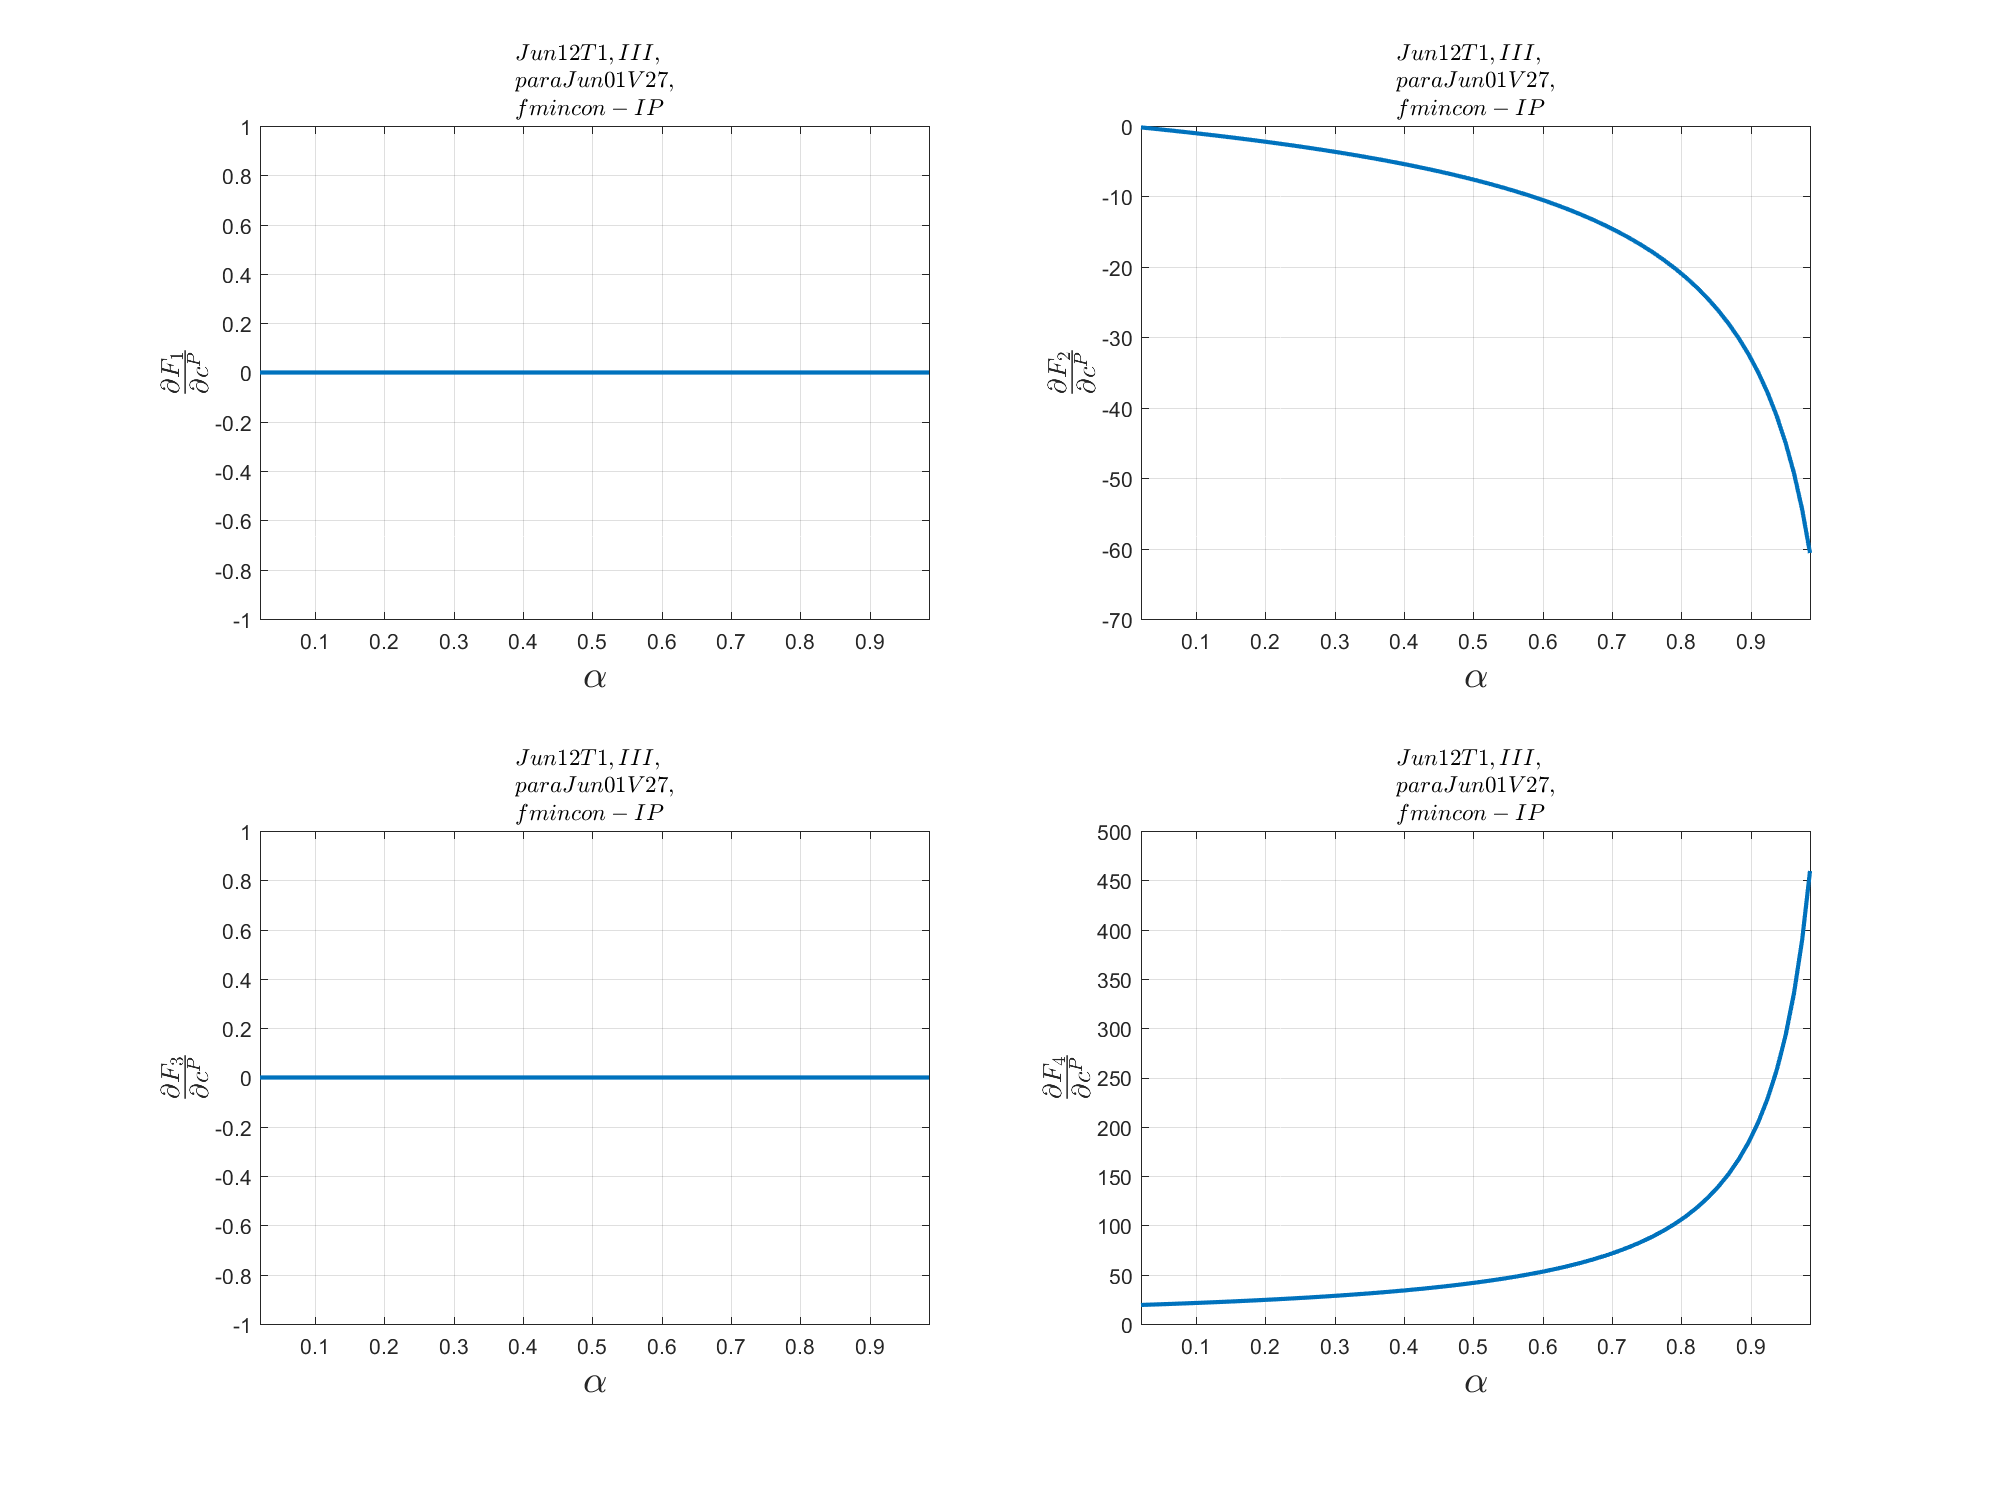 Jun12T1, III,
paraJun01V27,
fmincon − IP
1
0.8
0.6
0.4
0.2
0
-0.2
-0.4
-0.6
-0.8
-1
∂F₁/∂cᴾ
0.1 0.2 0.3 0.4 0.5 0.6 0.7 0.8 0.9
α
Jun12T1, III,
paraJun01V27,
fmincon − IP
0
-10
-20
-30
-40
-50
-60
-70
∂F₂/∂cᴾ
0.1 0.2 0.3 0.4 0.5 0.6 0.7 0.8 0.9
α
Jun12T1, III,
paraJun01V27,
fmincon − IP
1
0.8
0.6
0.4
0.2
0
-0.2
-0.4
-0.6
-0.8
-1
∂F₃/∂cᴾ
0.1 0.2 0.3 0.4 0.5 0.6 0.7 0.8 0.9
α
Jun12T1, III,
paraJun01V27,
fmincon − IP
500
450
400
350
300
250
200
150
100
50
0
∂F₄/∂cᴾ
0.1 0.2 0.3 0.4 0.5 0.6 0.7 0.8 0.9
α